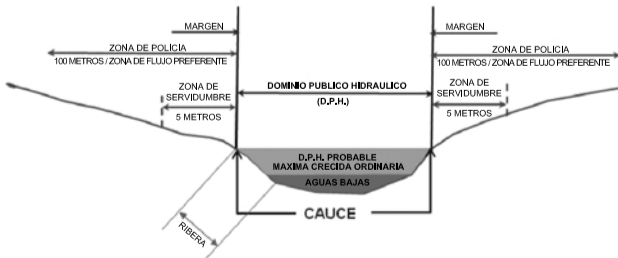 MARGEN
MARGEN
ZONA DE POLICÍA
100 METROS / ZONA DE FLUJO PREFERENTE
ZONA DE POLICÍA
100 METROS / ZONA DE FLUJO PREFERENTE
ZONA DE
SERVIDUMBRE
5 METROS
DOMINIO PUBLICO HIDRAULICO
(D.P.H.)
ZONA DE
SERVIDUMBRE
5 METROS
D.P.H. PROBABLE
MAXIMA CRECIDA ORDINARIA
AGUAS BAJAS
CAUCE
RIBERA